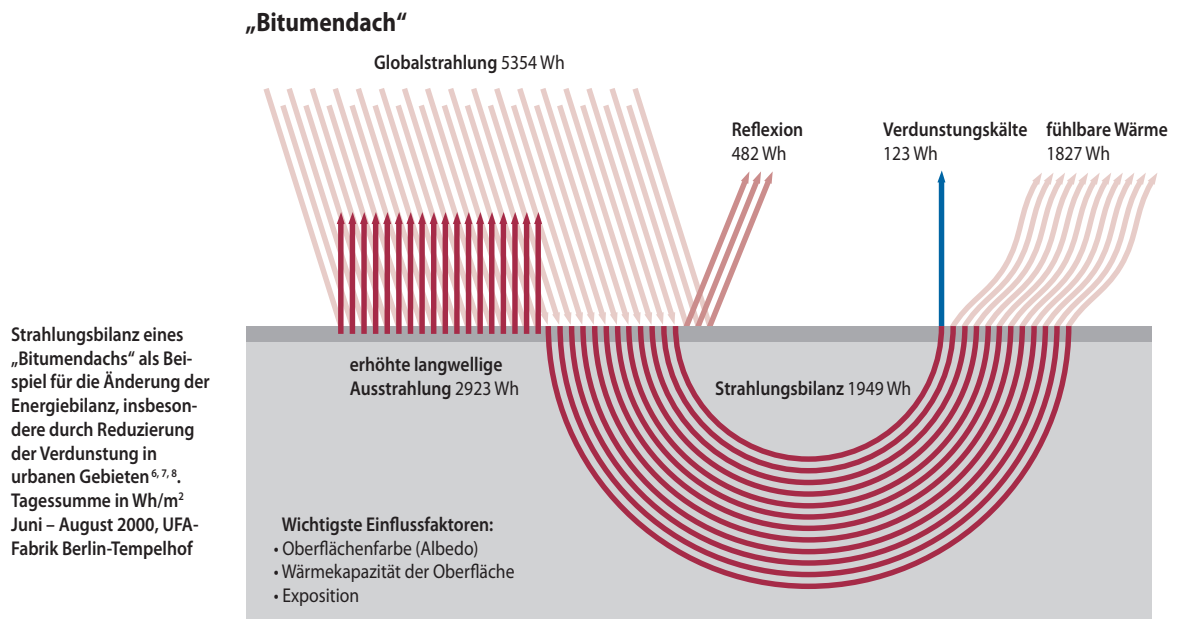 „Bitumendach“
Globalstrahlung 5354 Wh
Reflexion
482 Wh
Verdunstungskälte
123 Wh
fühlbare Wärme
1827 Wh
erhöhte langwellige
Ausstrahlung 2923 Wh
Strahlungsbilanz 1949 Wh
Strahlungsbilanz eines
„Bitumendachs“ als Bei-
spiel für die Änderung der
Energiebilanz, insbeson-
dere durch Reduzierung
der Verdunstung in
urbanen Gebieten 6, 7, 8.
Tagessumme in Wh/m²
Juni – August 2000, UFA-
Fabrik Berlin-Tempelhof
Wichtigste Einflussfaktoren:
• Oberflächenfarbe (Albedo)
• Wärmekapazität der Oberfläche
• Exposition